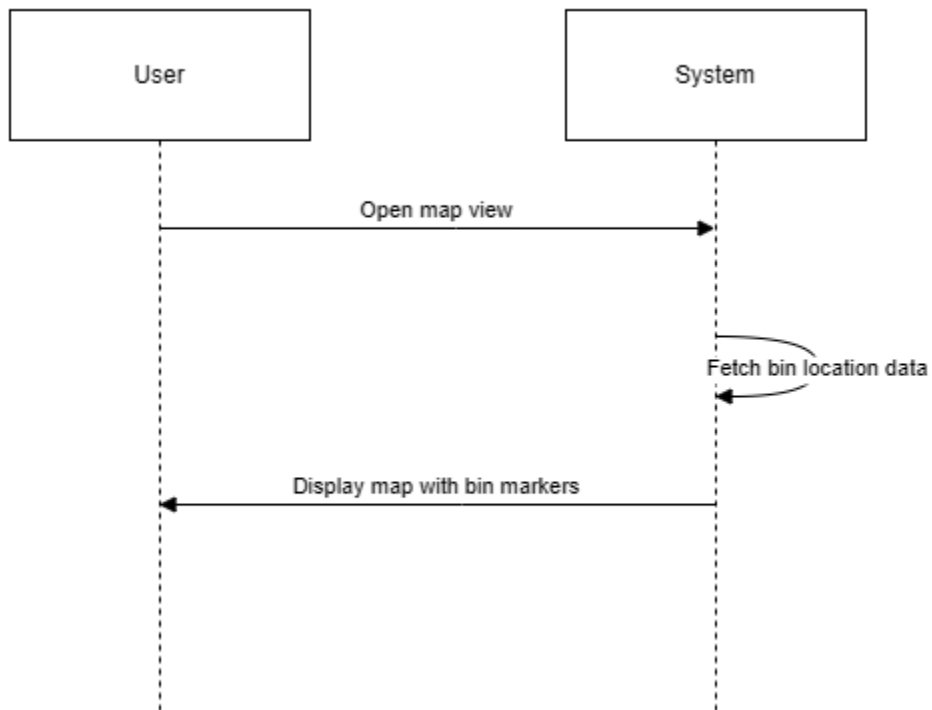 User
System
Open map view
Fetch bin location data
Display map with bin markers